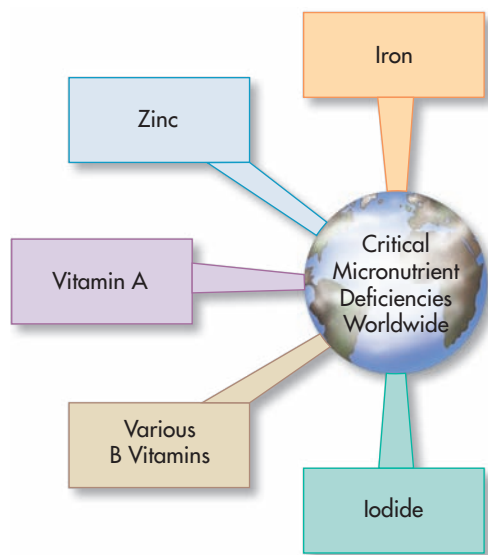 Iron
Zinc
Critical
Micronutrient
Deficiencies
Worldwide
Vitamin A
Various
B Vitamins
Iodide